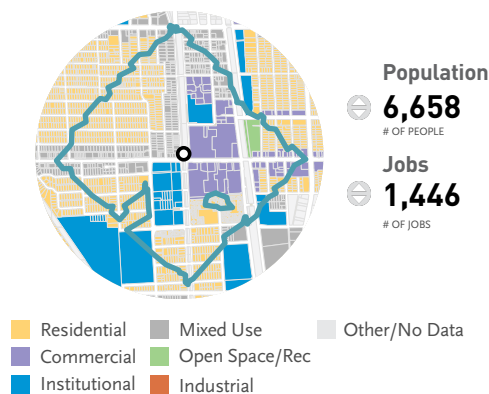 Population
6,658
# OF PEOPLE
Jobs
1,446
# OF JOBS
Residential
Mixed Use
Other/No Data
Commercial
Open Space/Rec
Institutional
Industrial